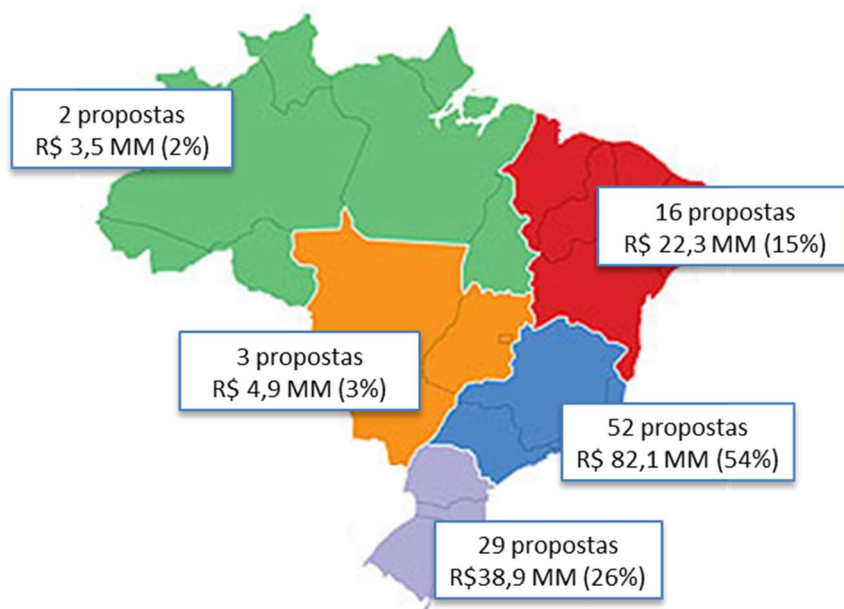 2 propostas
R$ 3,5 MM (2%)
16 propostas
R$ 22,3 MM (15%)
3 propostas
R$ 4,9 MM (3%)
52 propostas
R$ 82,1 MM (54%)
29 propostas
R$38,9 MM (26%)